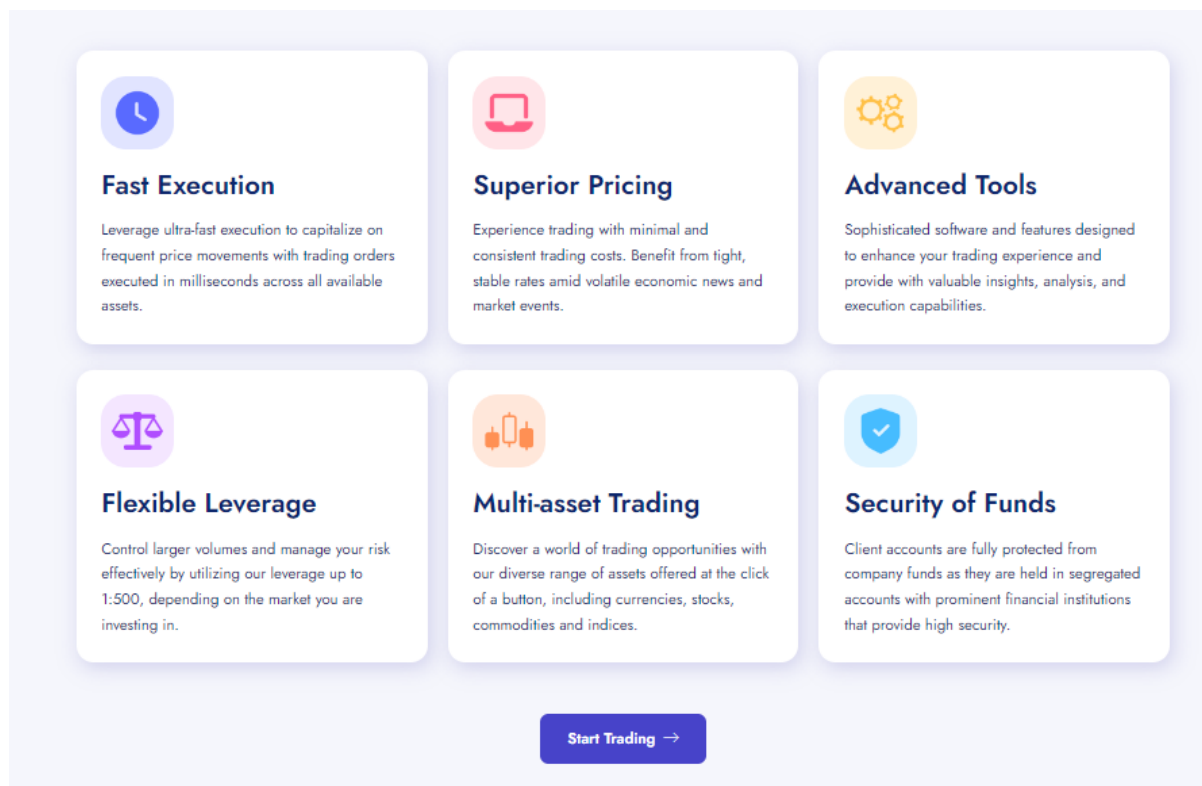 Fast Execution
Leverage ultra-fast execution to capitalize on
frequent price movements with trading orders
executed in milliseconds across all available
assets.
Superior Pricing
Experience trading with minimal and
consistent trading costs. Benefit from tight,
stable rates amid volatile economic news and
market events.
Advanced Tools
Sophisticated software and features designed
to enhance your trading experience and
provide with valuable insights, analysis, and
execution capabilities.
Flexible Leverage
Control larger volumes and manage your risk
effectively by utilizing our leverage up to
1:500, depending on the market you are
investing in.
Multi-asset Trading
Discover a world of trading opportunities with
our diverse range of assets offered at the click
of a button, including currencies, stocks,
commodities and indices.
Security of Funds
Client accounts are fully protected from
company funds as they are held in segregated
accounts with prominent financial institutions
that provide high security.
Start Trading →